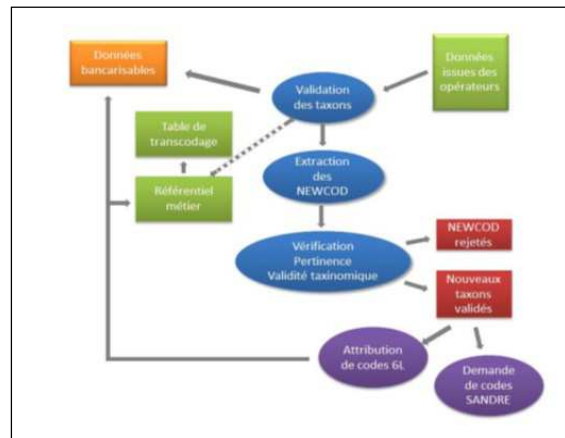 Données
bancarisables
Données
issues des
opérateurs
Validation
des taxons
Table de
transcodage
Extraction
des
NEWCOD
Référentiel
métier
NEWCOD
rejetés
Vérification
Pertinence
Validité taxinomique
Nouveaux
taxons
validés
Attribution
de codes 6L
Demande
de codes
SANDRE